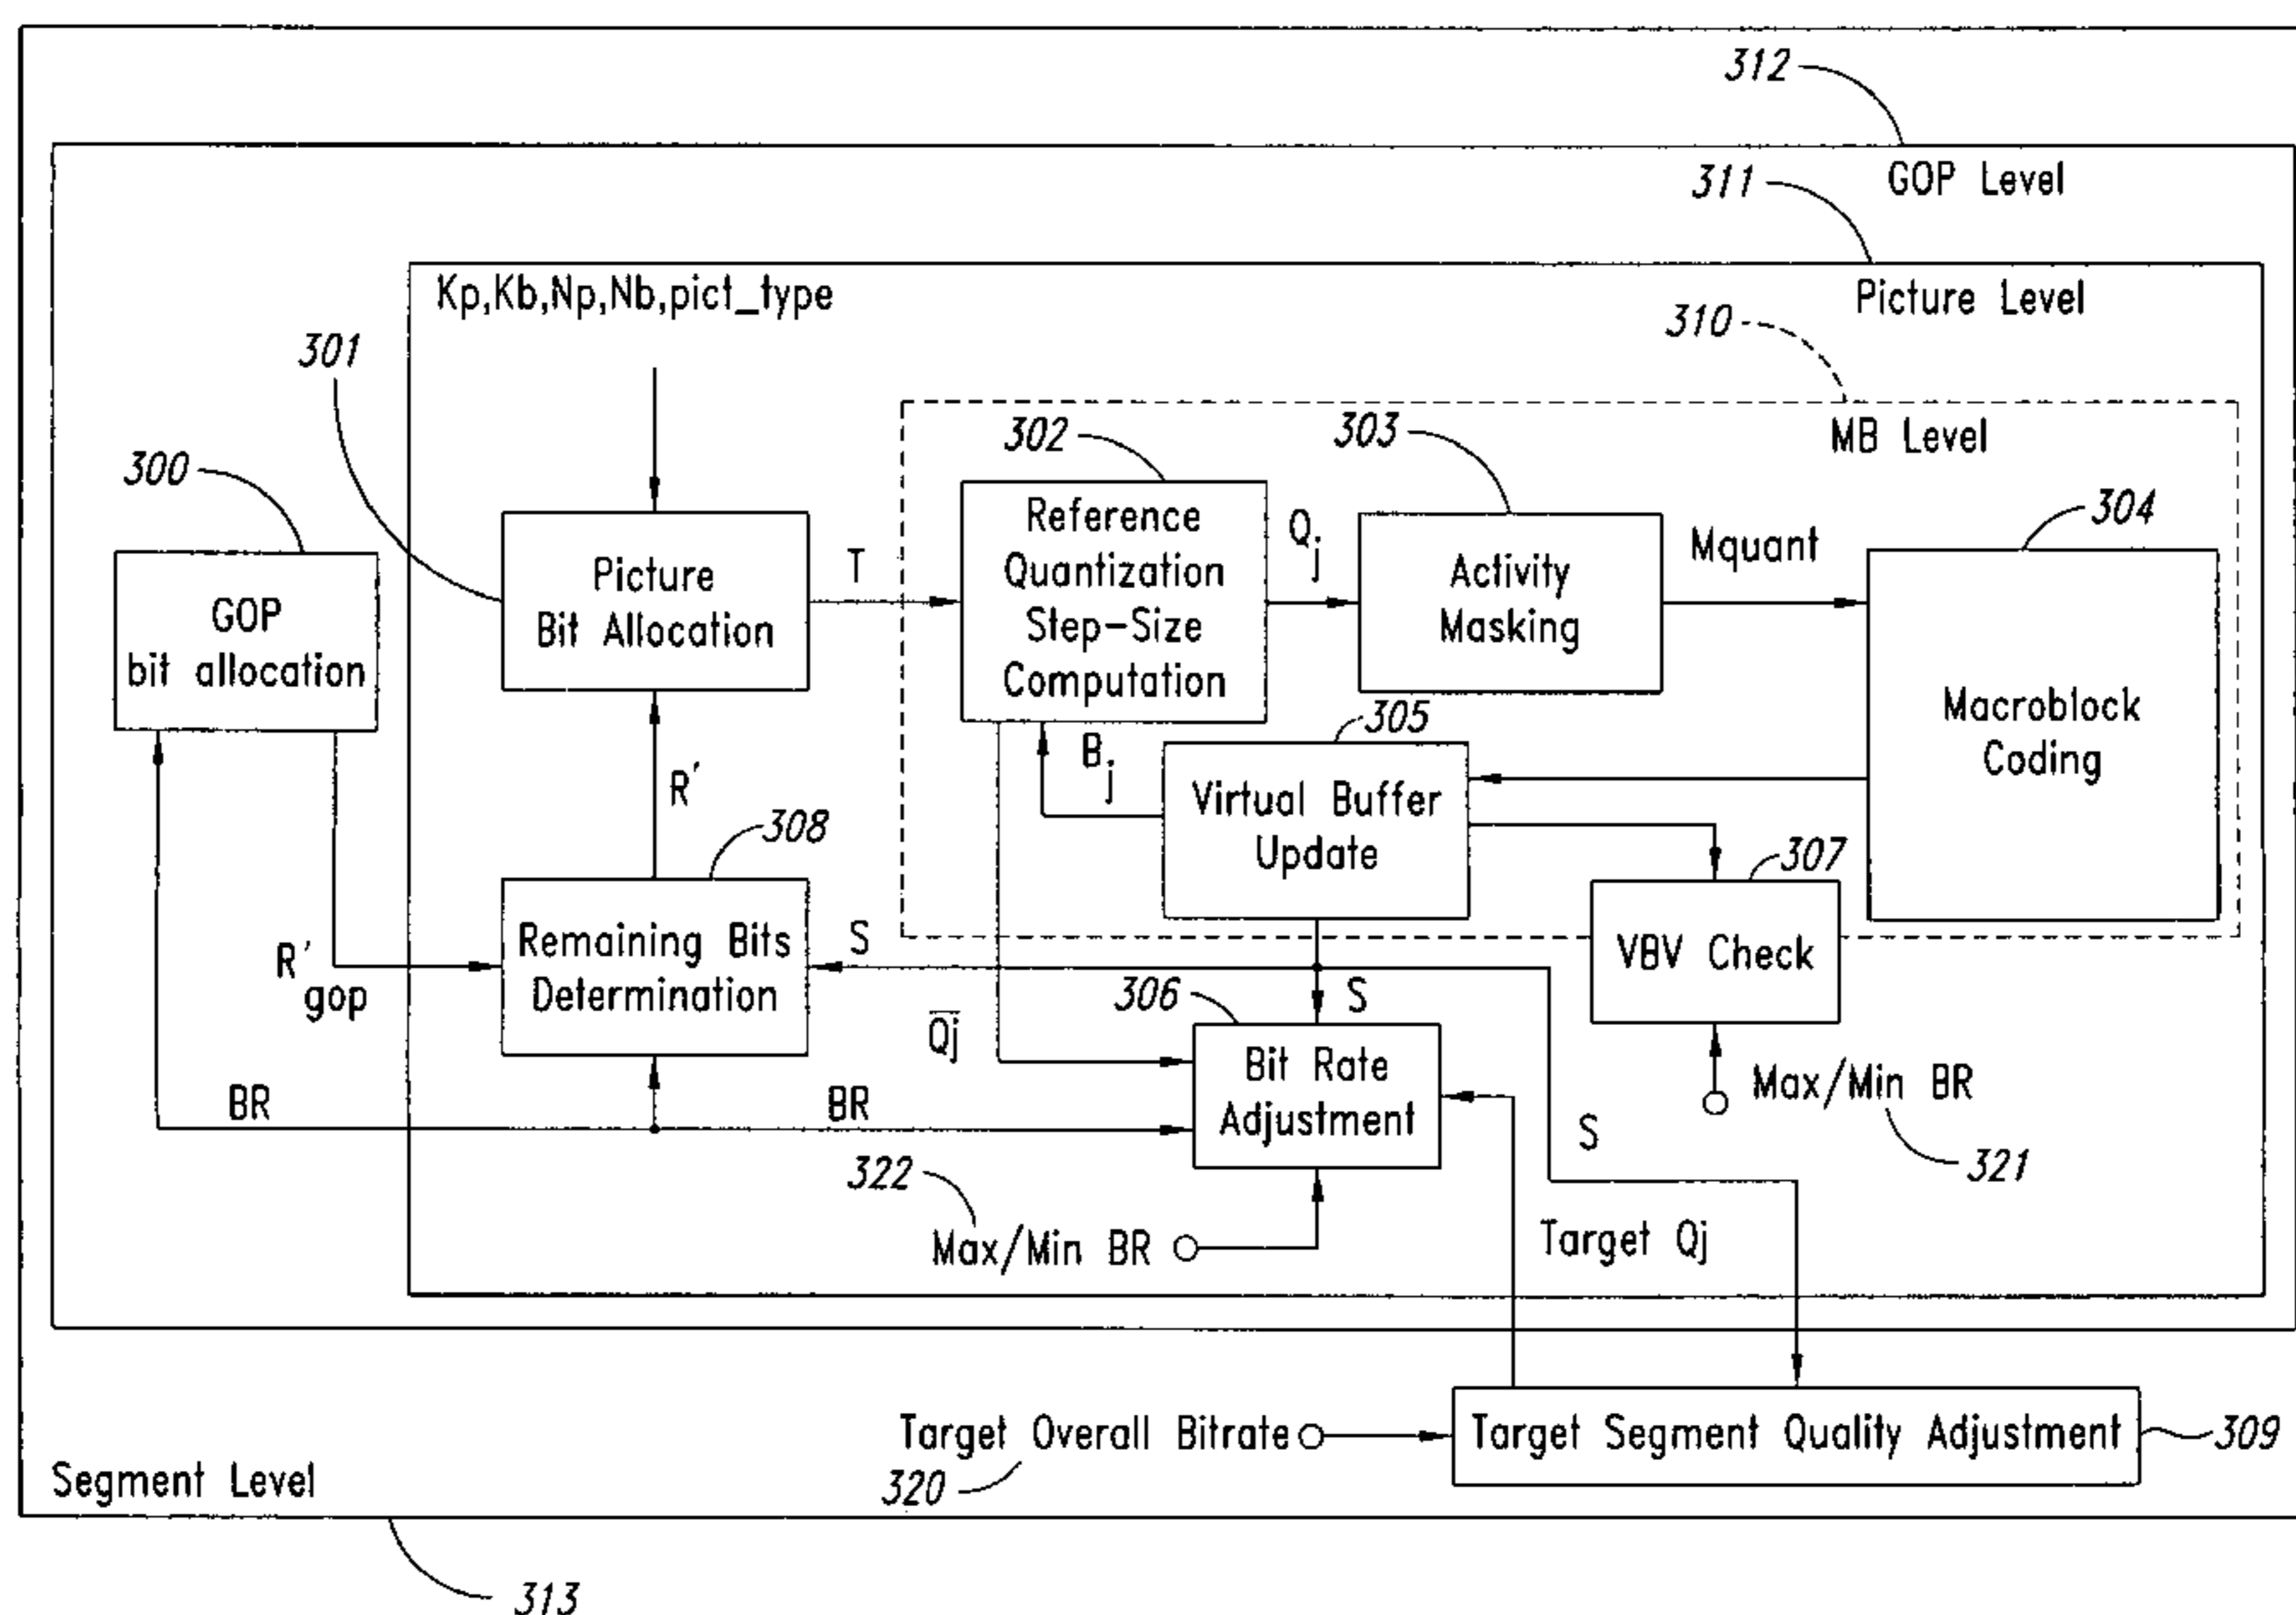 312
GOP Level
311
Kp,Kb,Np,Nb,pict_type
Picture Level
310
301
MB Level
302
303
300
304
Reference
Quantization
Step-Size
Computation
Qj
Activity
Masking
Mquant
GOP
bit allocation
Picture
Bit Allocation
T
Macroblock
Coding
305
Bj
Virtual Buffer
Update
R'
308
307
Remaining Bits
Determination
S
VBV Check
R'gop
306
S
Q̅j̅
Bit Rate
Adjustment
Max/Min BR
BR
BR
S
321
322
Max/Min BR
Target Qj
Target Overall Bitrate
Target Segment Quality Adjustment
309
Segment Level
320
313